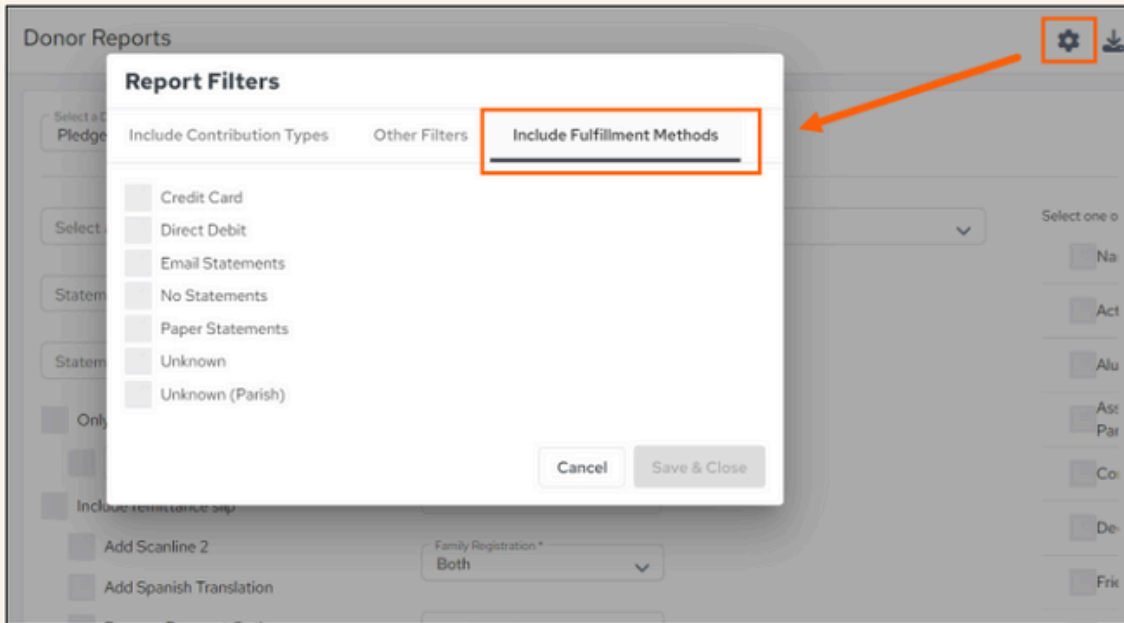 Donor Reports
Report Filters
Include Contribution Types Other Filters Include Fulfillment Methods
Credit Card
Direct Debit
Email Statements
No Statements
Paper Statements
Unknown
Unknown (Parish)
Cancel Save & Close
Select a
Pledge
Select
Statem
Statem
Only
Include remittance slip
Add Scanline 2
Add Spanish Translation
Family Registration *
Both
Select one o
Na
Act
Alu
Ass
Par
Co
De
Frie